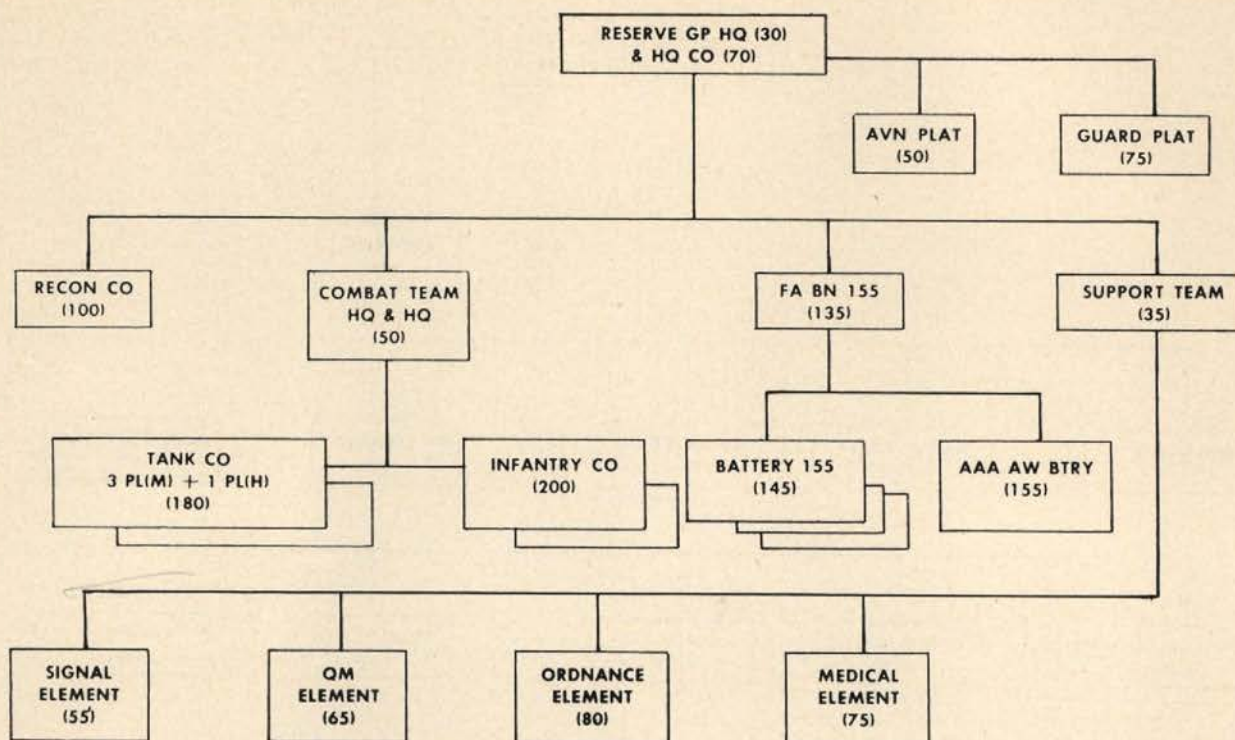 RESERVE GP HQ (30)
& HQ CO (70)
AVN PLAT
(50)
GUARD PLAT
(75)
RECON CO
(100)
COMBAT TEAM
HQ & HQ
(50)
FA BN 155
(135)
SUPPORT TEAM
(35)
TANK CO
3 PL(M) + 1 PL(H)
(180)
INFANTRY CO
(200)
BATTERY 155
(145)
AAA AW BTRY
(155)
SIGNAL
ELEMENT
(55)
QM
ELEMENT
(65)
ORDNANCE
ELEMENT
(80)
MEDICAL
ELEMENT
(75)